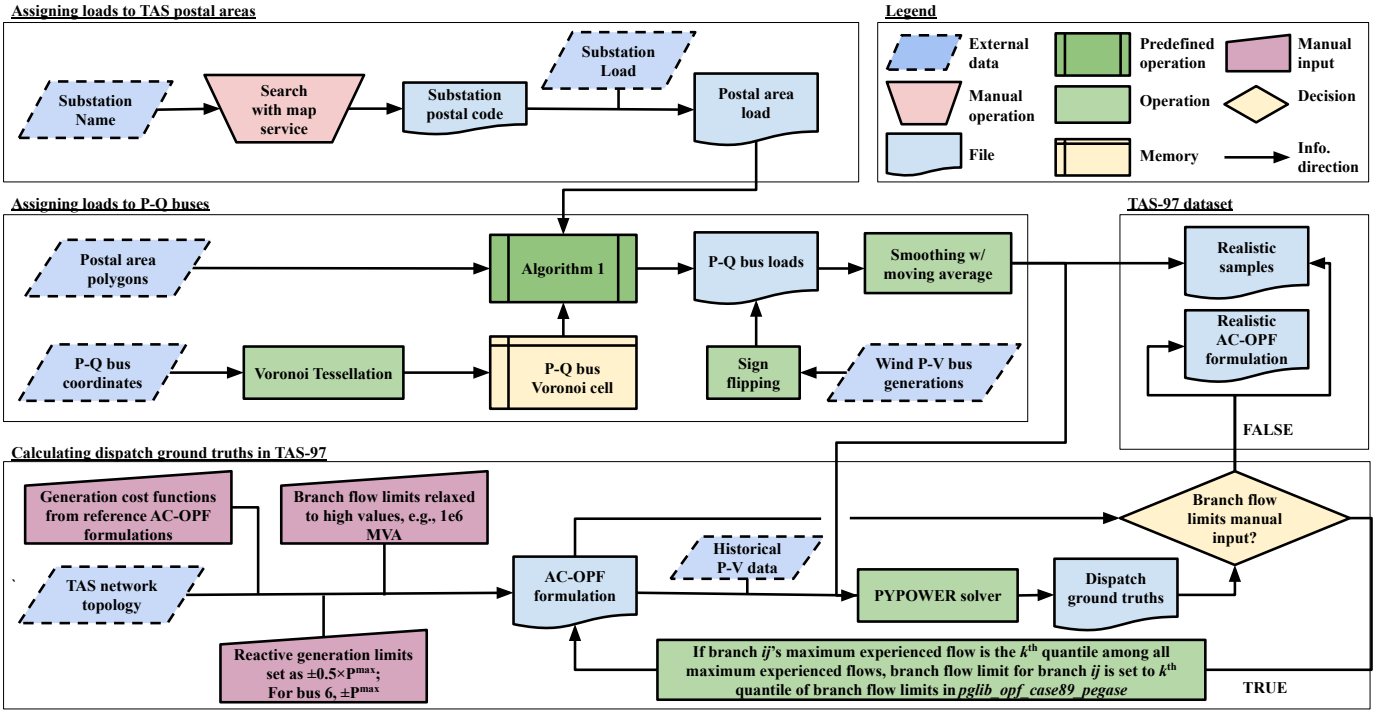 Assigning loads to TAS postal areas
Substation
Name
Search
with map
service
Substation
postal code
Substation
Load
Postal area
load
Legend
External
data
Predefined
operation
Manual
input
Manual
operation
Operation
Decision
File
Memory
Info.
direction
Assigning loads to P-Q buses
Postal area
polygons
Algorithm 1
P-Q bus loads
Smoothing w/
moving average
P-Q bus
coordinates
Voronoi Tessellation
P-Q bus
Voronoi cell
Sign
flipping
Wind P-V bus
generations
TAS-97 dataset
Realistic
samples
Realistic
AC-OPF
formulation
FALSE
Calculating dispatch ground truths in TAS-97
Generation cost functions
from reference AC-OPF
formulations
Branch flow limits relaxed
to high values, e.g., 1e6
MVA
TAS network
topology
Reactive generation limits
set as ±0.5×Pᵐᵃˣ;
For bus 6, ±Pᵐᵃˣ
AC-OPF
formulation
Historical
P-V data
PYPOWER solver
Dispatch
ground truths
Branch flow
limits manual
input?
If branch ij's maximum experienced flow is the kᵗʰ quantile among all
maximum experienced flows, branch flow limit for branch ij is set to kᵗʰ
quantile of branch flow limits in pglib_opf_case89_pegase
TRUE